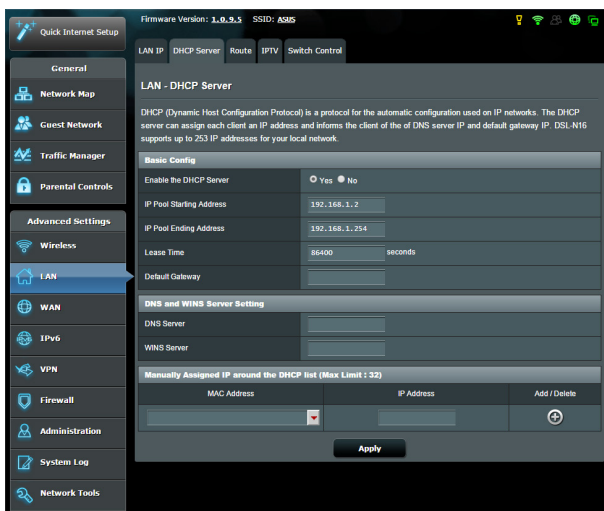 Firmware Version: 1.0.9.5 SSID: ASUS
Quick Internet Setup
General
Network Map
Guest Network
Traffic Manager
Parental Controls
Advanced Settings
Wireless
LAN
WAN
IPv6
VPN
Firewall
Administration
System Log
Network Tools
LAN IP DHCP Server Route IPTV Switch Control
LAN - DHCP Server
DHCP (Dynamic Host Configuration Protocol) is a protocol for the automatic configuration used on IP networks. The DHCP
server can assign each client an IP address and informs the client of the of DNS server IP and default gateway IP. DSL-N16
supports up to 253 IP addresses for your local network.
Basic Config
Enable the DHCP Server Yes No
IP Pool Starting Address 192.168.1.2
IP Pool Ending Address 192.168.1.254
Lease Time 86400 seconds
Default Gateway
DNS and WINS Server Setting
DNS Server
WINS Server
Manually Assigned IP around the DHCP list (Max Limit : 32)
MAC Address IP Address Add / Delete
Apply